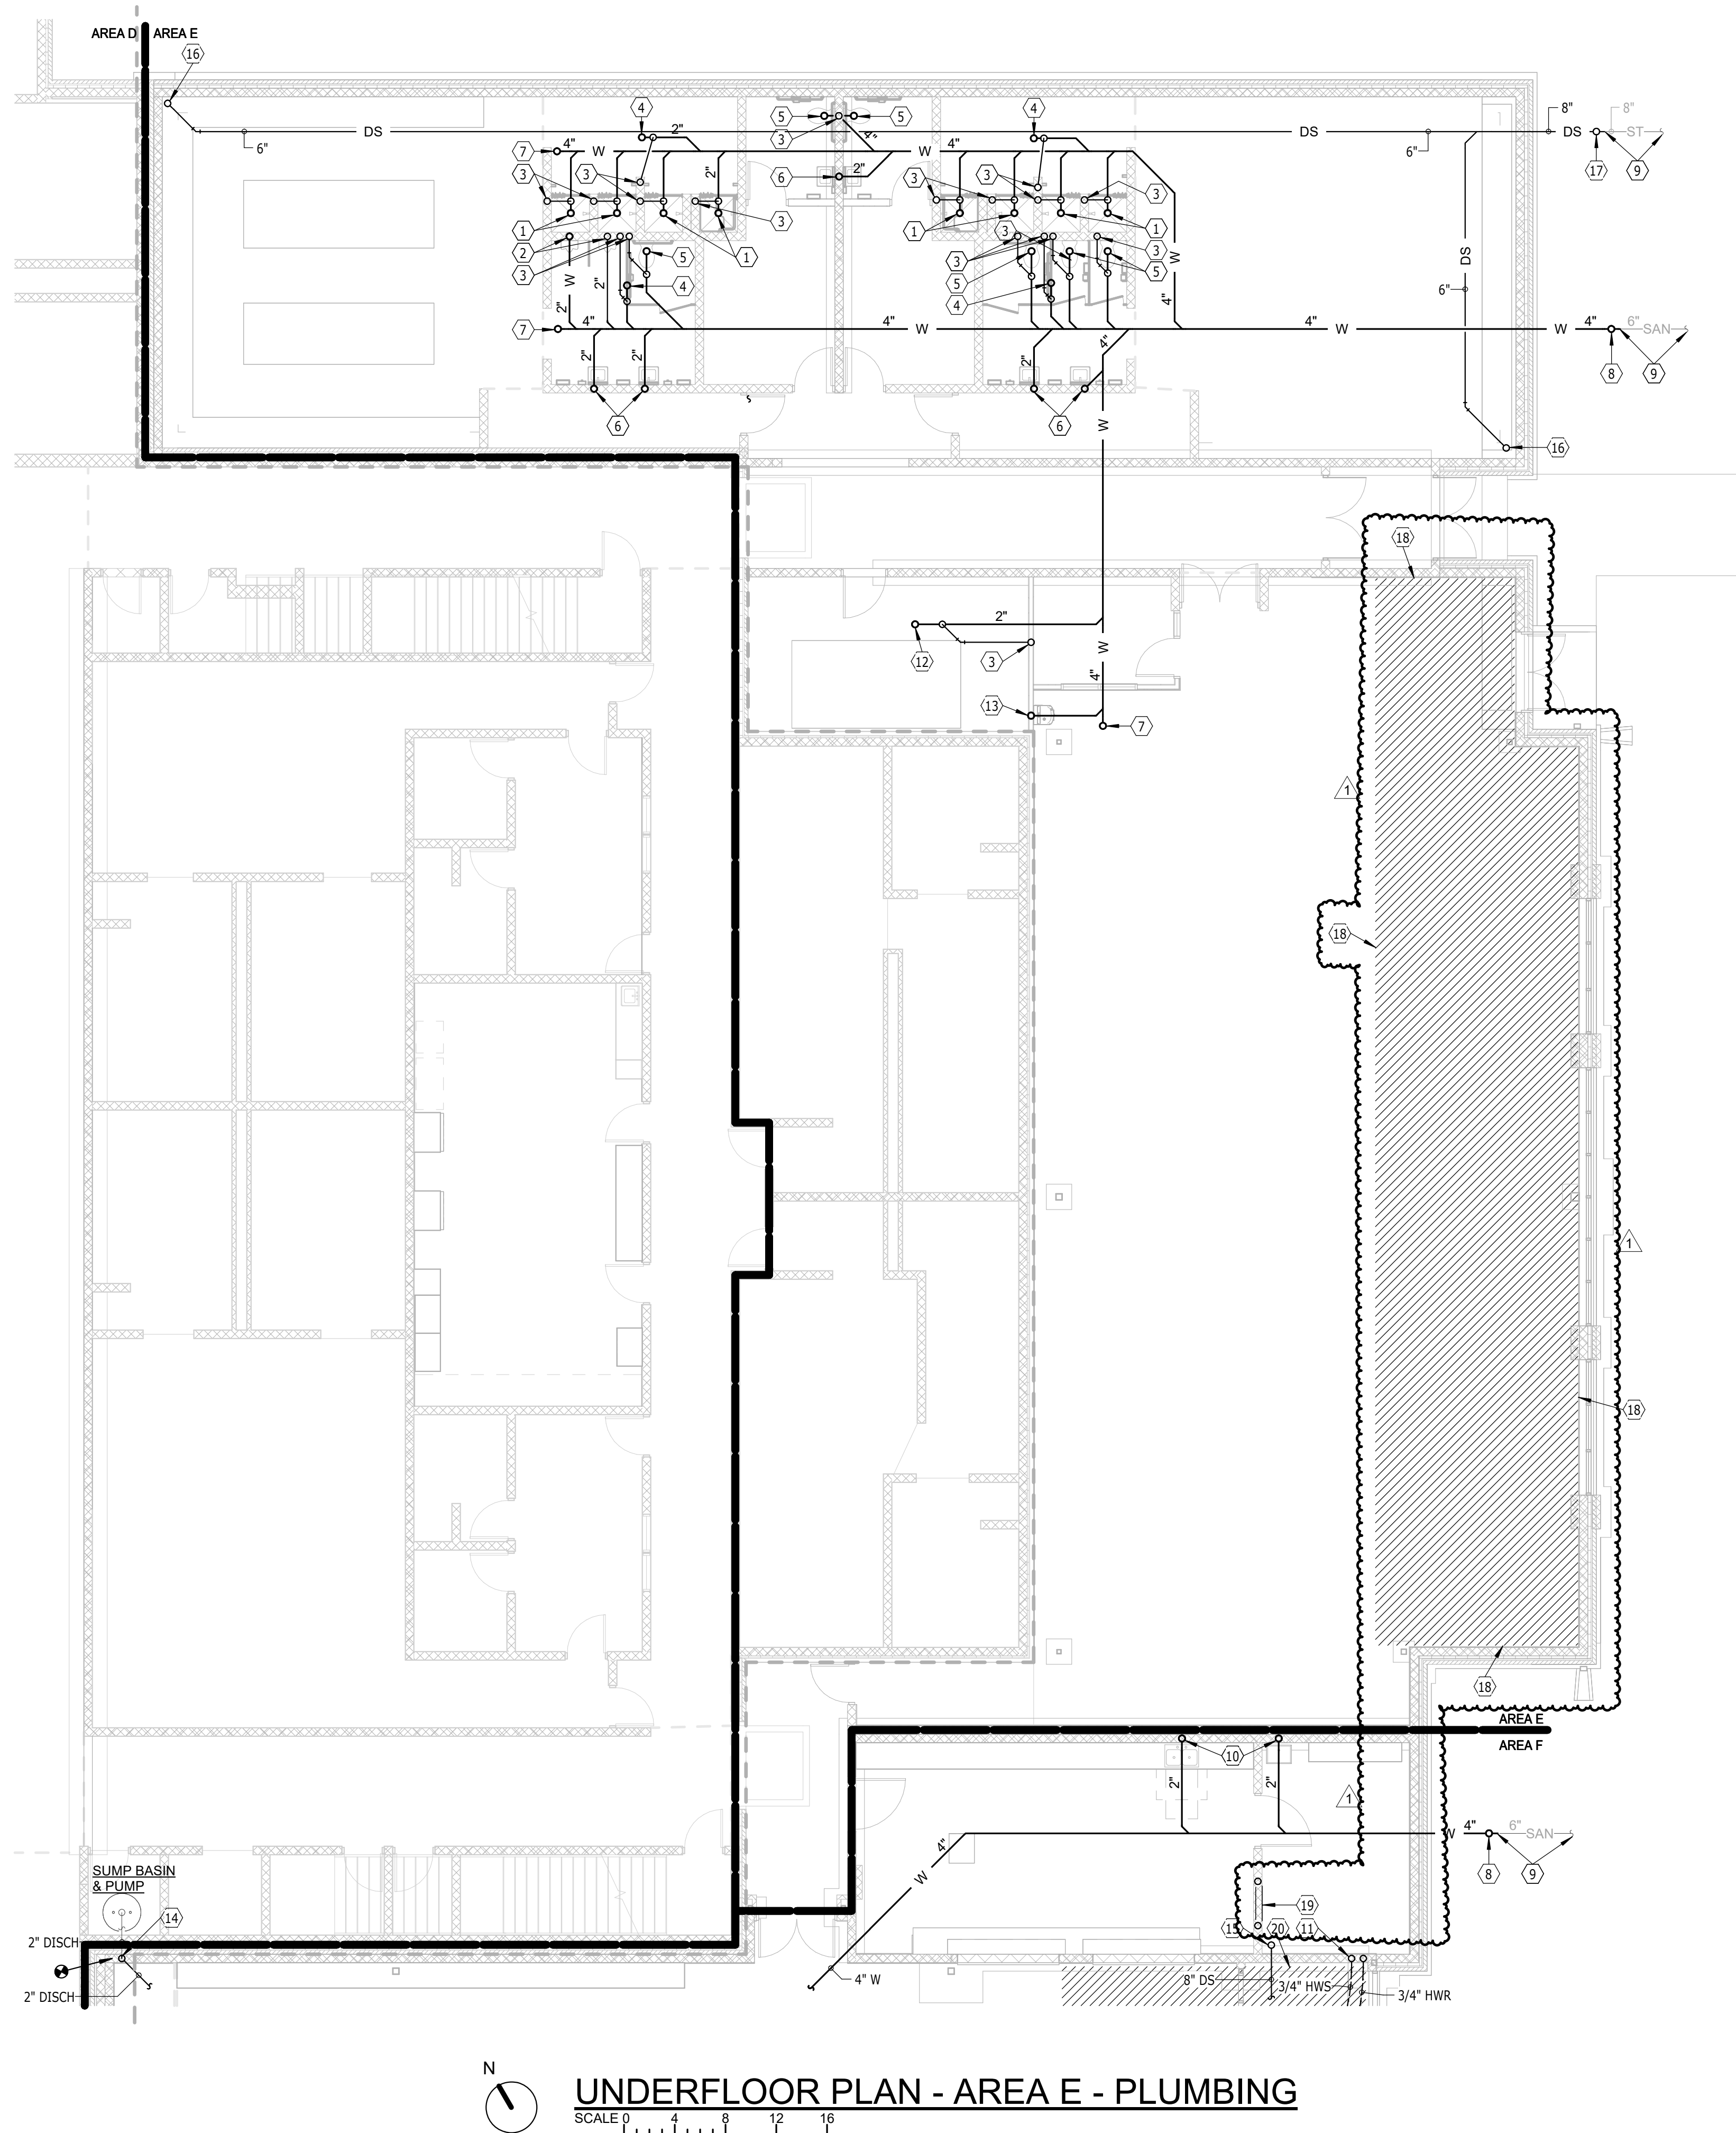 AREA D AREA E
16
4
5
5
4
8"
8"
2"
4"
3
DS
DS
DS
ST
6"
6"
17
9
7
4"
W
W
4"
3
3
2"
6
2"
3
3
3
3
1
1
1
1
1
2
3
5
3
3
3
5
5
4
4
W
2"
2"
W
4"
DS
6"
7
4"
4"
W
4"
W
W
4"
6"
SAN
8
9
2"
2"
2"
4"
6
6
W
16
18
2"
12
3
W
4"
13
7
1
18
1
18
18
AREA E
AREA F
10
2"
2"
1
4"
W
W
4"
6"
SAN
8
9
SUMP BASIN
& PUMP
14
2" DISCH
2" DISCH
19
15
20
11
4" W
8" DS
3/4" HWS
3/4" HWR
N
UNDERFLOOR PLAN - AREA E - PLUMBING
SCALE 0 4 8 12 16